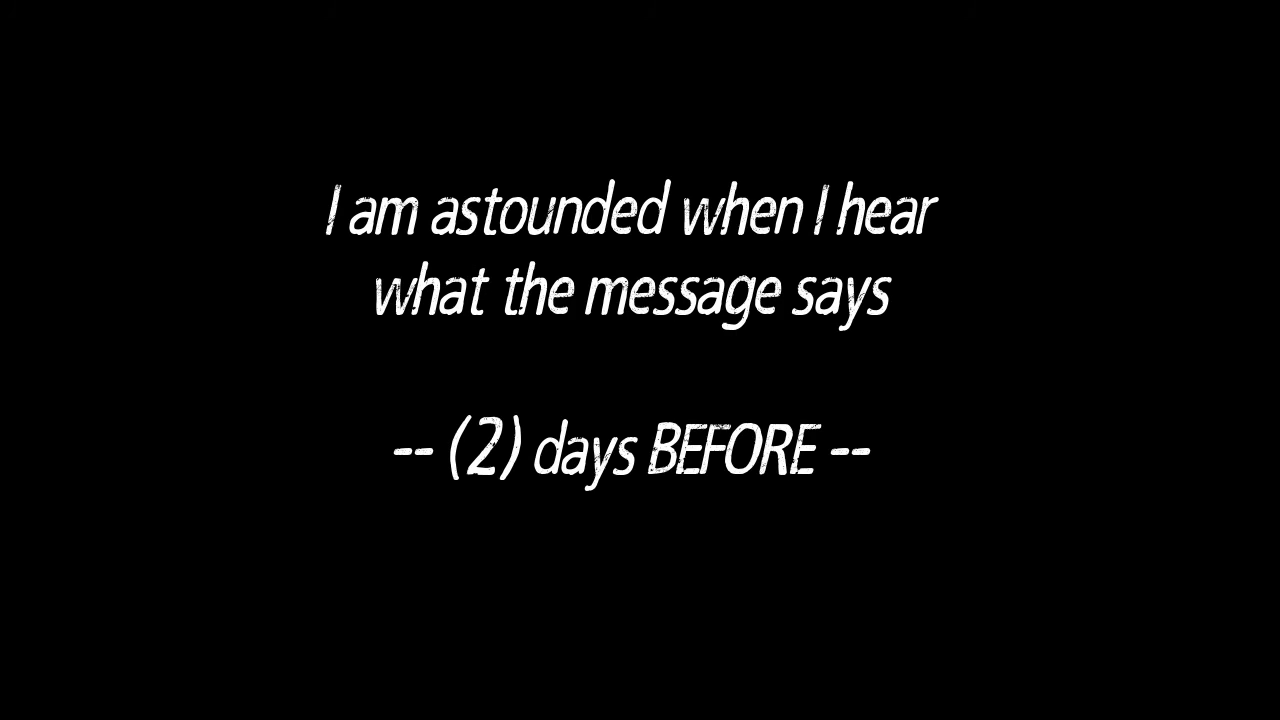 I am astounded when I hear
what the message says
-- (2) days BEFORE --